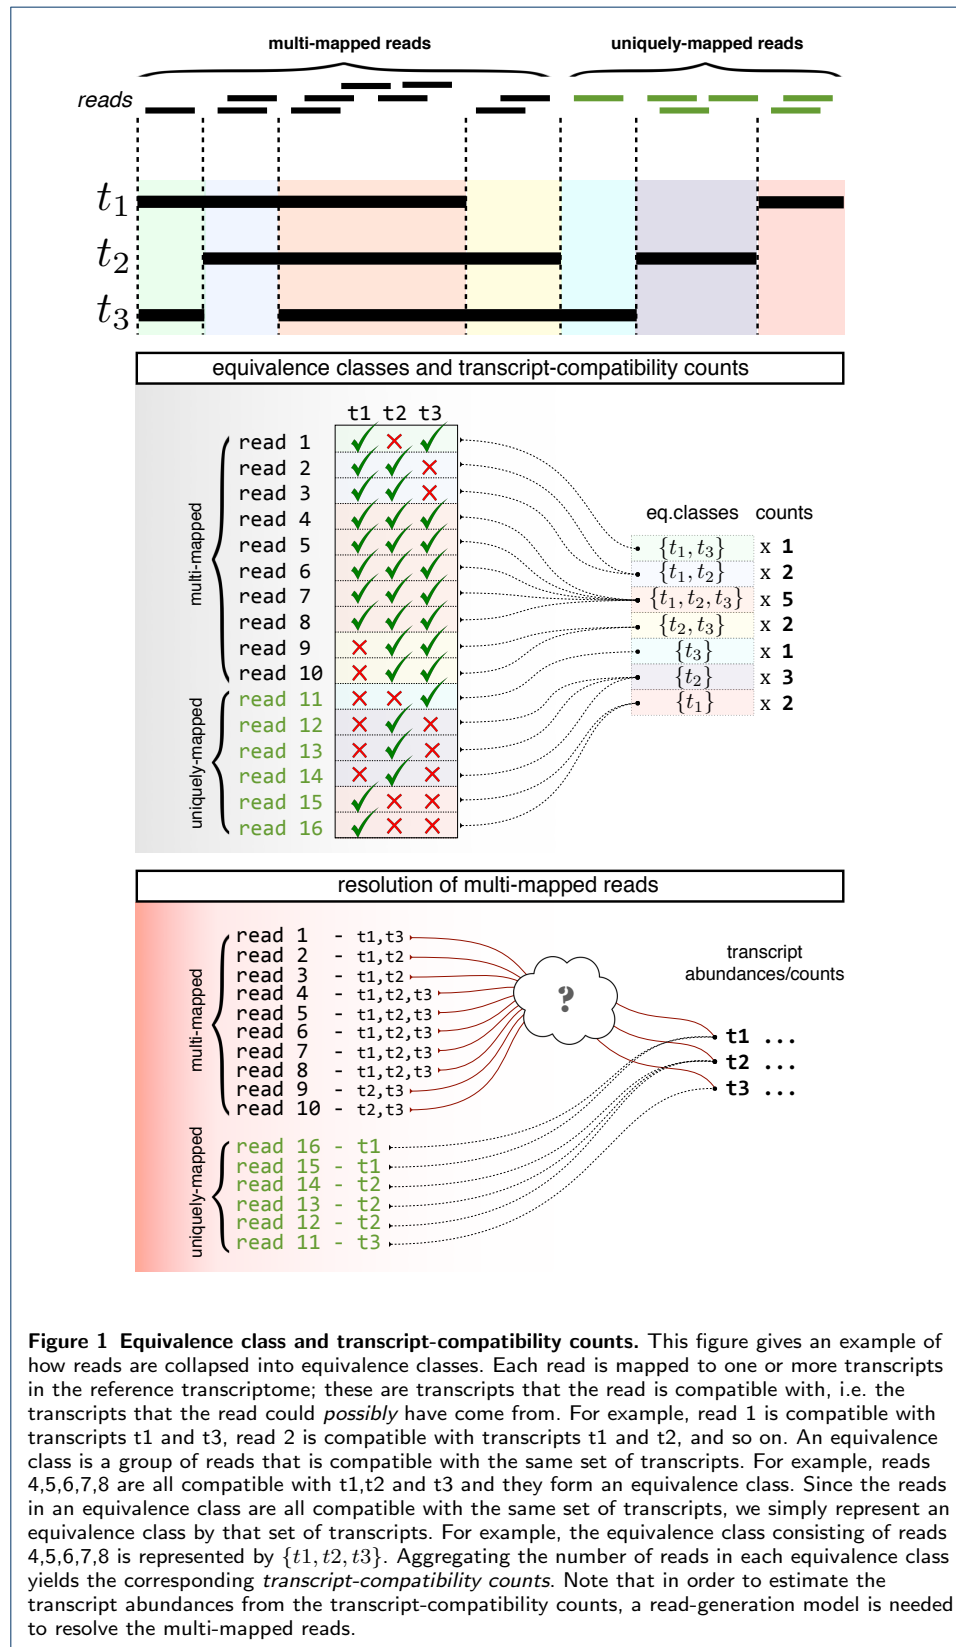 multi-mapped reads uniquely-mapped reads
reads
t1
t2
t3
equivalence classes and transcript-compatibility counts
t1 t2 t3
multi-mapped
read 1
read 2
read 3
read 4
read 5
read 6
read 7
read 8
read 9
read 10
uniquely-mapped
read 11
read 12
read 13
read 14
read 15
read 16
eq.classes counts
{t1, t3} x 1
{t1, t2} x 2
{t1, t2, t3} x 5
{t2, t3} x 2
{t3} x 1
{t2} x 3
{t1} x 2
resolution of multi-mapped reads
multi-mapped
read 1 - t1,t3
read 2 - t1,t2
read 3 - t1,t2
read 4 - t1,t2,t3
read 5 - t1,t2,t3
read 6 - t1,t2,t3
read 7 - t1,t2,t3
read 8 - t1,t2,t3
read 9 - t2,t3
read 10 - t2,t3
uniquely-mapped
read 16 - t1
read 15 - t1
read 14 - t2
read 13 - t2
read 12 - t2
read 11 - t3
?
transcript
abundances/counts
t1 ...
t2 ...
t3 ...
Figure 1 Equivalence class and transcript-compatibility counts. This figure gives an example of
how reads are collapsed into equivalence classes. Each read is mapped to one or more transcripts
in the reference transcriptome; these are transcripts that the read is compatible with, i.e. the
transcripts that the read could possibly have come from. For example, read 1 is compatible with
transcripts t1 and t3, read 2 is compatible with transcripts t1 and t2, and so on. An equivalence
class is a group of reads that is compatible with the same set of transcripts. For example, reads
4,5,6,7,8 are all compatible with t1,t2 and t3 and they form an equivalence class. Since the reads
in an equivalence class are all compatible with the same set of transcripts, we simply represent an
equivalence class by that set of transcripts. For example, the equivalence class consisting of reads
4,5,6,7,8 is represented by {t1, t2, t3}. Aggregating the number of reads in each equivalence class
yields the corresponding transcript-compatibility counts. Note that in order to estimate the
transcript abundances from the transcript-compatibility counts, a read-generation model is needed
to resolve the multi-mapped reads.